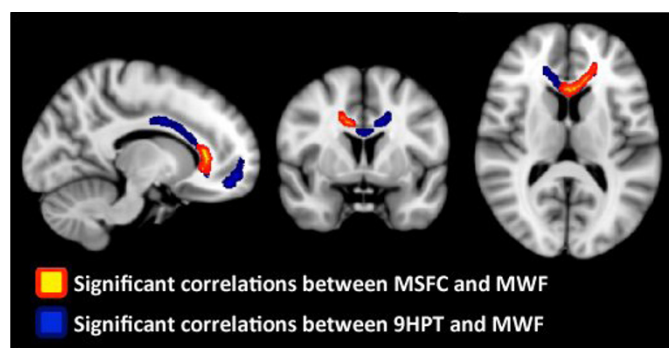 Significant correlations between MSFC and MWF
Significant correlations between 9HPT and MWF